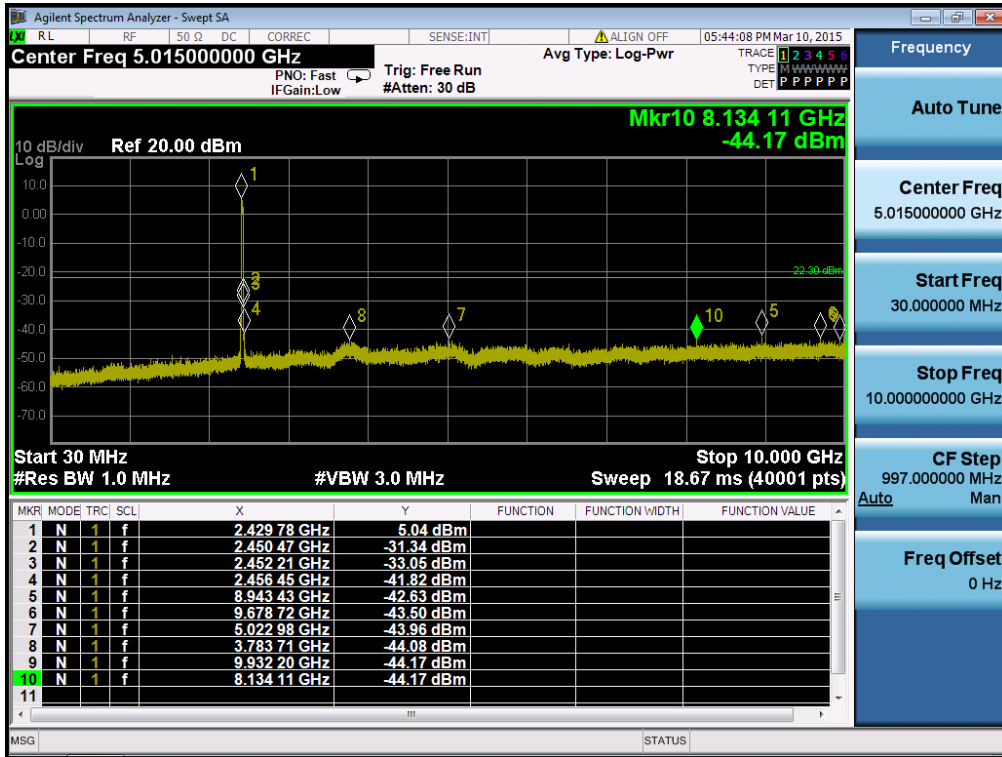 Agilent Spectrum Analyzer - Swept SA
LXI RL RF 50 Ω DC CORREC SENSE:INT ALIGN OFF 05:44:08 PM Mar 10, 2015
Center Freq 5.015000000 GHz Avg Type: Log-Pwr TRACE 1 2 3 4 5 6
PNO: Fast Trig: Free Run TYPE M WWWWW
IFGain:Low #Atten: 30 dB DET P P P P P P
Mkr10 8.134 11 GHz
10 dB/div Ref 20.00 dBm -44.17 dBm
Log
10.0
0.00
-10.0
-20.0
-30.0
-40.0
-50.0
-60.0
-70.0
1
2
3
4
8
7
10
5
22.30 dBm
Start 30 MHz Stop 10.000 GHz
#Res BW 1.0 MHz #VBW 3.0 MHz Sweep 18.67 ms (40001 pts)
MKR MODE TRC SCL X Y FUNCTION FUNCTION WIDTH FUNCTION VALUE
1 N 1 f 2.429 78 GHz 5.04 dBm
2 N 1 f 2.450 47 GHz -31.34 dBm
3 N 1 f 2.452 21 GHz -33.05 dBm
4 N 1 f 2.456 45 GHz -41.82 dBm
5 N 1 f 8.943 43 GHz -42.63 dBm
6 N 1 f 9.678 72 GHz -43.50 dBm
7 N 1 f 5.022 98 GHz -43.96 dBm
8 N 1 f 3.783 71 GHz -44.08 dBm
9 N 1 f 9.932 20 GHz -44.17 dBm
10 N 1 f 8.134 11 GHz -44.17 dBm
11
MSG STATUS
Frequency
Auto Tune
Center Freq
5.015000000 GHz
Start Freq
30.000000 MHz
Stop Freq
10.000000000 GHz
CF Step
997.000000 MHz
Auto Man
Freq Offset
0 Hz